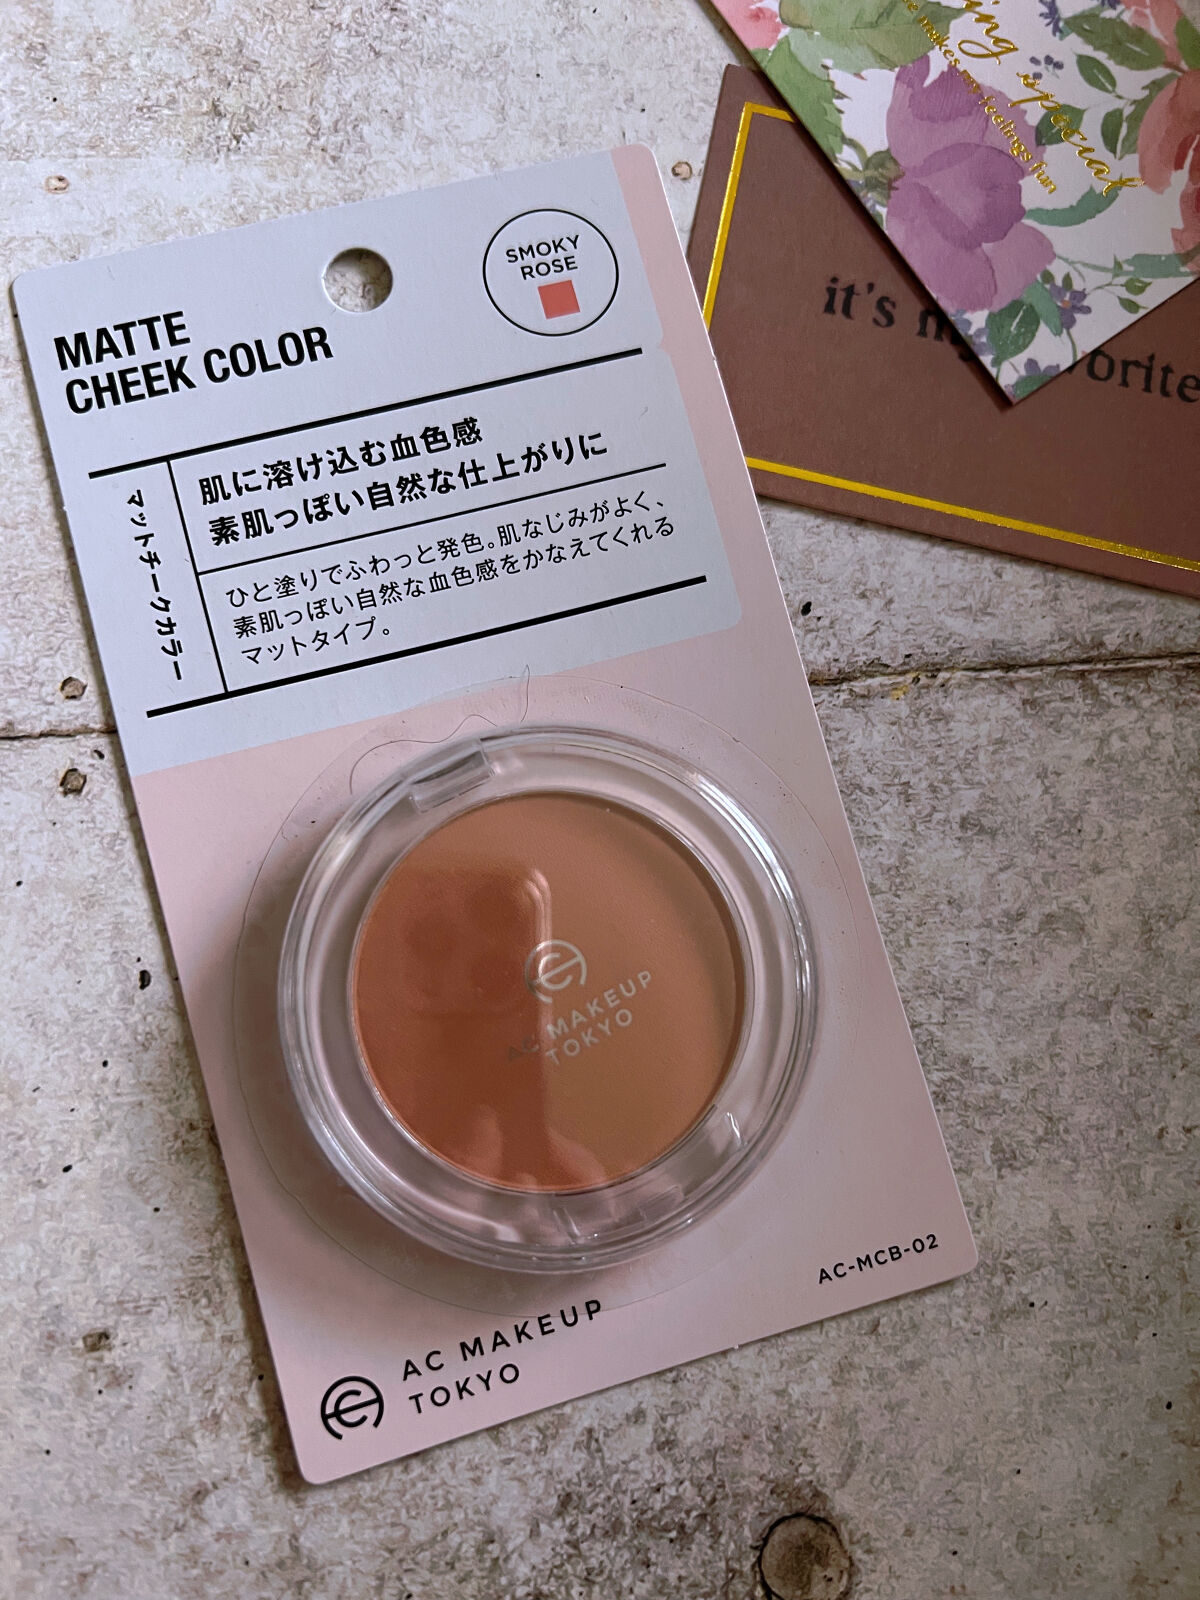 MATTE
CHEEK COLOR
SMOKY
ROSE
マットチークカラー
肌に溶け込む血色感
素肌っぽい自然な仕上がりに
ひと塗りでふわっと発色。肌なじみがよく、
素肌っぽい自然な血色感をかなえてくれる
マットタイプ。
AC MAKEUP
TOKYO
AC-MCB-02
AC MAKEUP
TOKYO
special
makes my feelings fun
it's